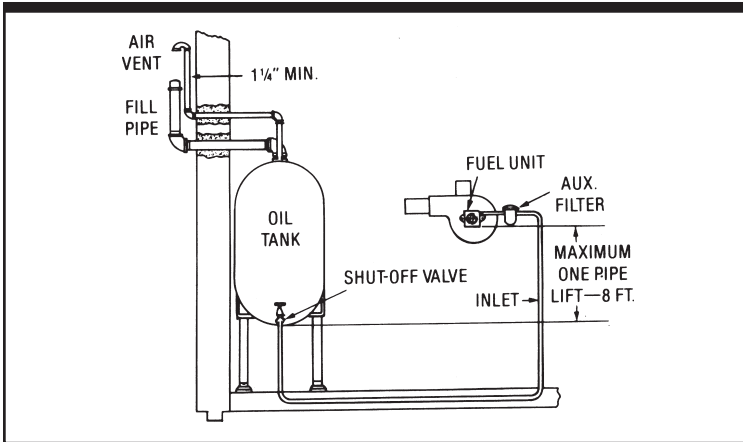 AIR
VENT
1¼" MIN.
FILL
PIPE
OIL
TANK
SHUT-OFF VALVE
FUEL UNIT
AUX.
FILTER
MAXIMUM
ONE PIPE
LIFT—8 FT.
INLET